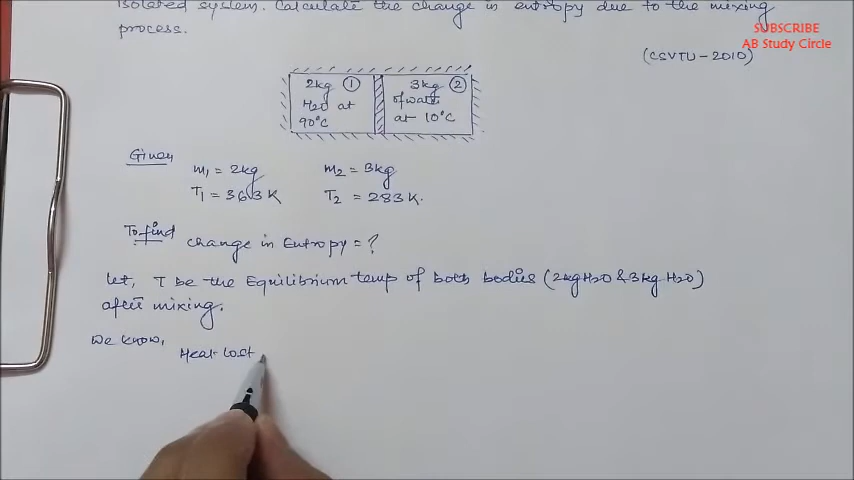 isolated system. Calculate the change in entropy due to the mixing
process.
SUBSCRIBE
AB Study Circle
(CSVTU-2010)
2kg ①
H2O at
90°C
3kg ②
of water
at 10°C
Given
m1 = 2kg m2 = 3kg
T1 = 363 K T2 = 283 K.
To find
change in Entropy = ?
let, T be the Equilibrium temp of both bodies (2kg H2O & 3kg H2O)
after mixing.
We know,
Heat Lost